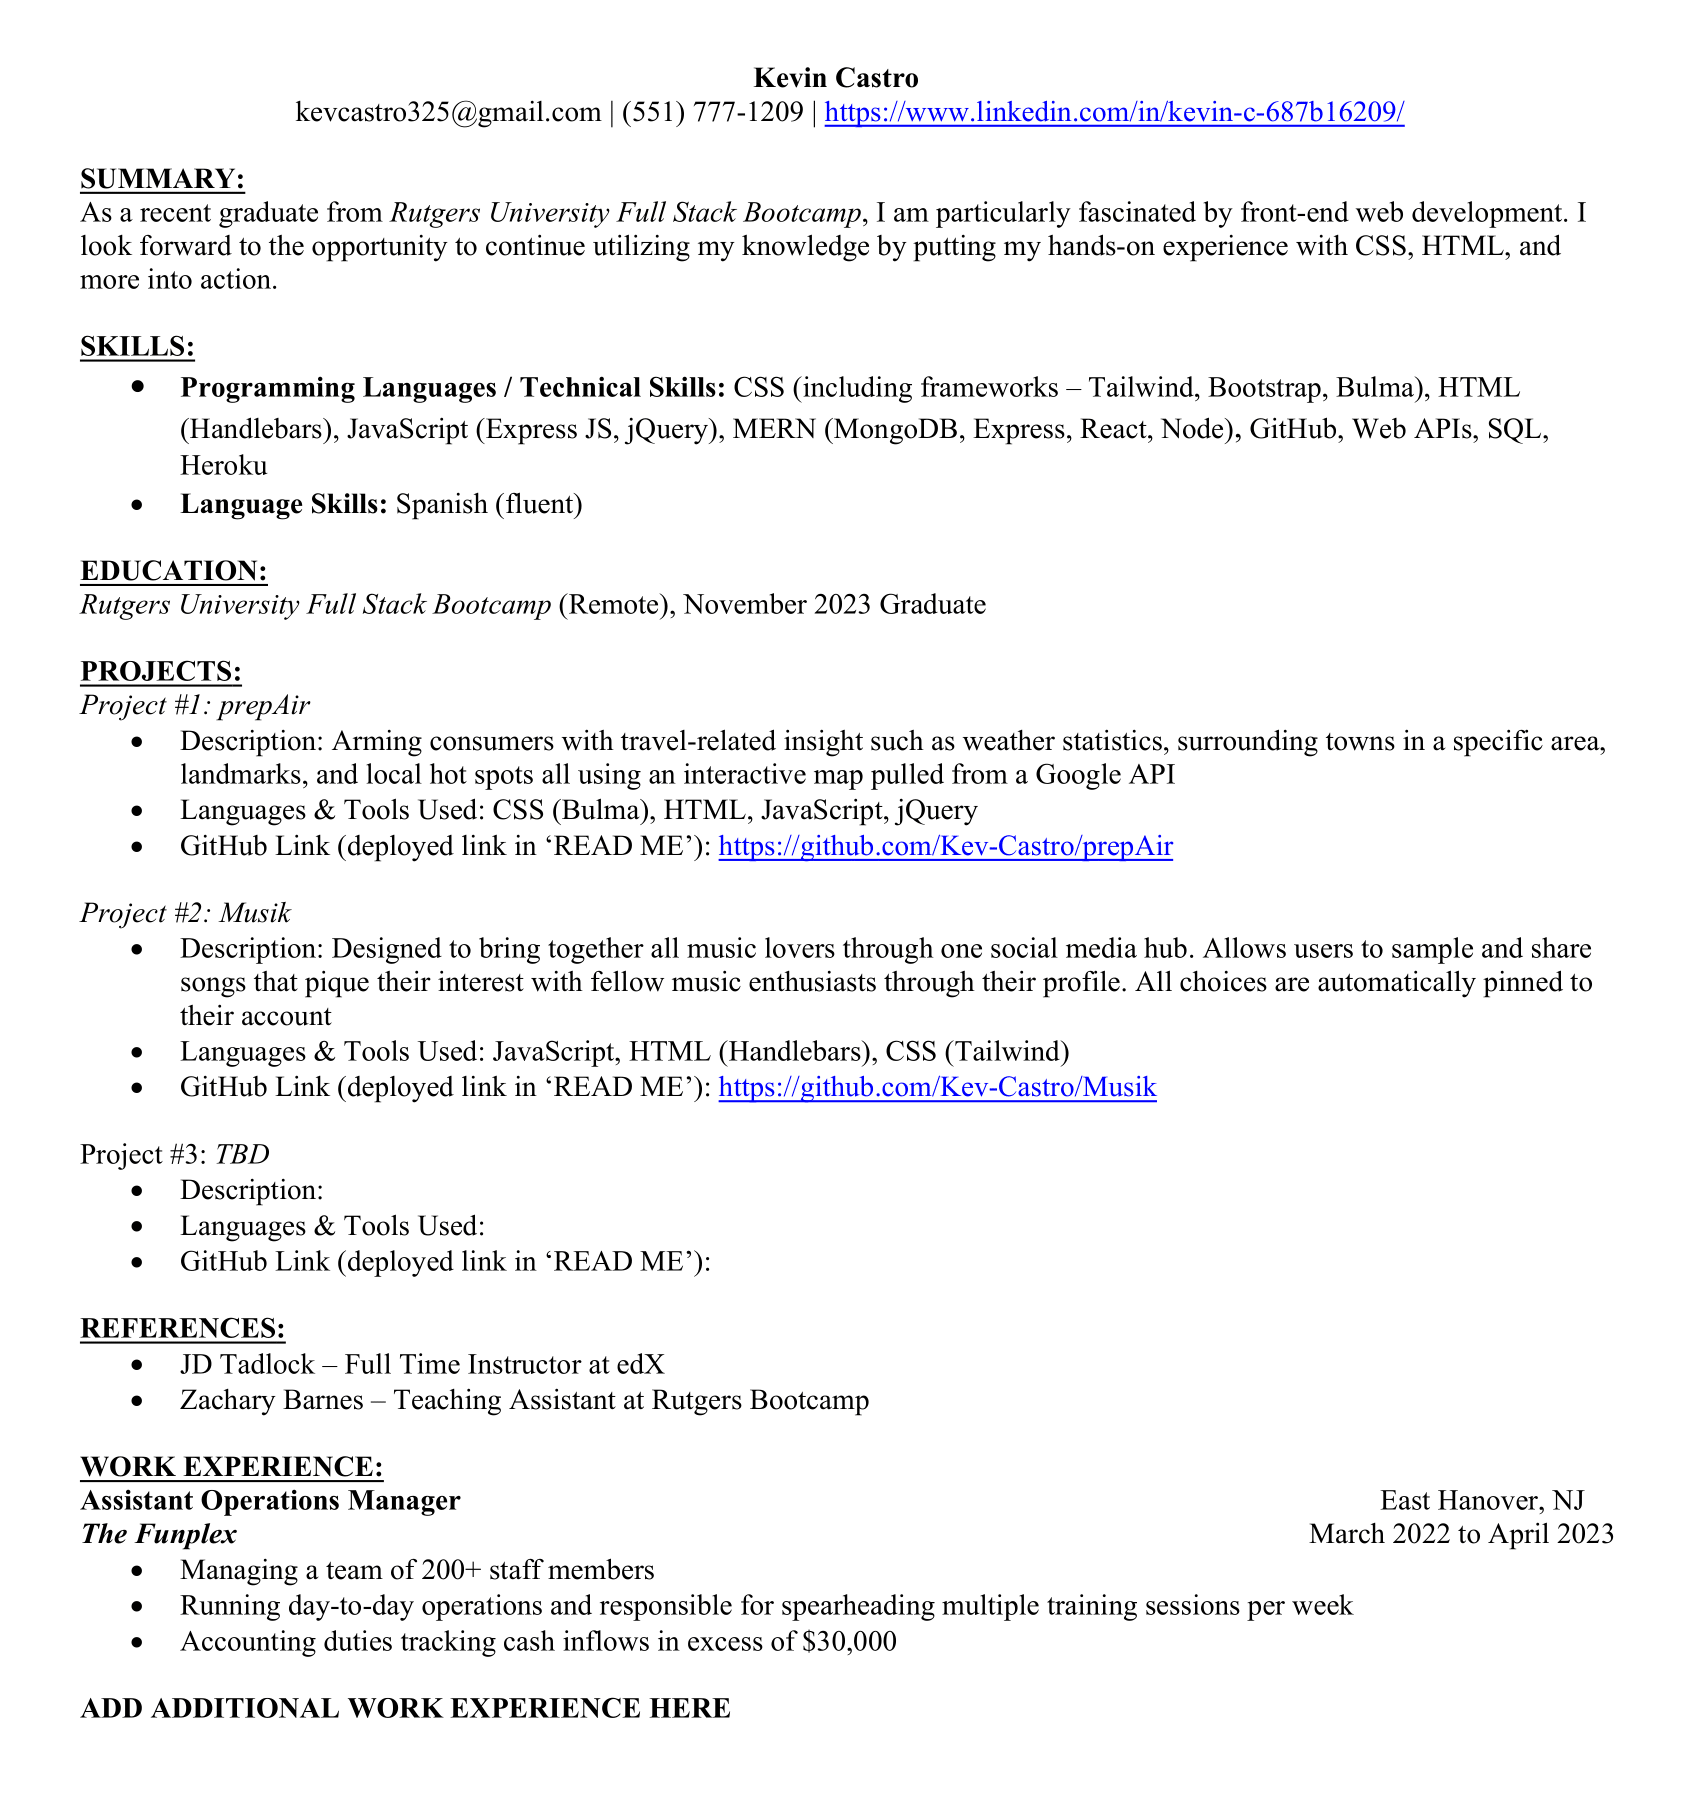 Kevin Castro
kevcastro325@gmail.com | (551) 777-1209 | https://www.linkedin.com/in/kevin-c-687b16209/
SUMMARY:
As a recent graduate from Rutgers University Full Stack Bootcamp, I am particularly fascinated by front-end web development. I
look forward to the opportunity to continue utilizing my knowledge by putting my hands-on experience with CSS, HTML, and
more into action.
SKILLS:
• Programming Languages / Technical Skills: CSS (including frameworks – Tailwind, Bootstrap, Bulma), HTML
(Handlebars), JavaScript (Express JS, jQuery), MERN (MongoDB, Express, React, Node), GitHub, Web APIs, SQL,
Heroku
• Language Skills: Spanish (fluent)
EDUCATION:
Rutgers University Full Stack Bootcamp (Remote), November 2023 Graduate
PROJECTS:
Project #1: prepAir
• Description: Arming consumers with travel-related insight such as weather statistics, surrounding towns in a specific area,
landmarks, and local hot spots all using an interactive map pulled from a Google API
• Languages & Tools Used: CSS (Bulma), HTML, JavaScript, jQuery
• GitHub Link (deployed link in ‘READ ME’): https://github.com/Kev-Castro/prepAir
Project #2: Musik
• Description: Designed to bring together all music lovers through one social media hub. Allows users to sample and share
songs that pique their interest with fellow music enthusiasts through their profile. All choices are automatically pinned to
their account
• Languages & Tools Used: JavaScript, HTML (Handlebars), CSS (Tailwind)
• GitHub Link (deployed link in ‘READ ME’): https://github.com/Kev-Castro/Musik
Project #3: TBD
• Description:
• Languages & Tools Used:
• GitHub Link (deployed link in ‘READ ME’):
REFERENCES:
• JD Tadlock – Full Time Instructor at edX
• Zachary Barnes – Teaching Assistant at Rutgers Bootcamp
WORK EXPERIENCE:
Assistant Operations Manager East Hanover, NJ
The Funplex March 2022 to April 2023
• Managing a team of 200+ staff members
• Running day-to-day operations and responsible for spearheading multiple training sessions per week
• Accounting duties tracking cash inflows in excess of $30,000
ADD ADDITIONAL WORK EXPERIENCE HERE